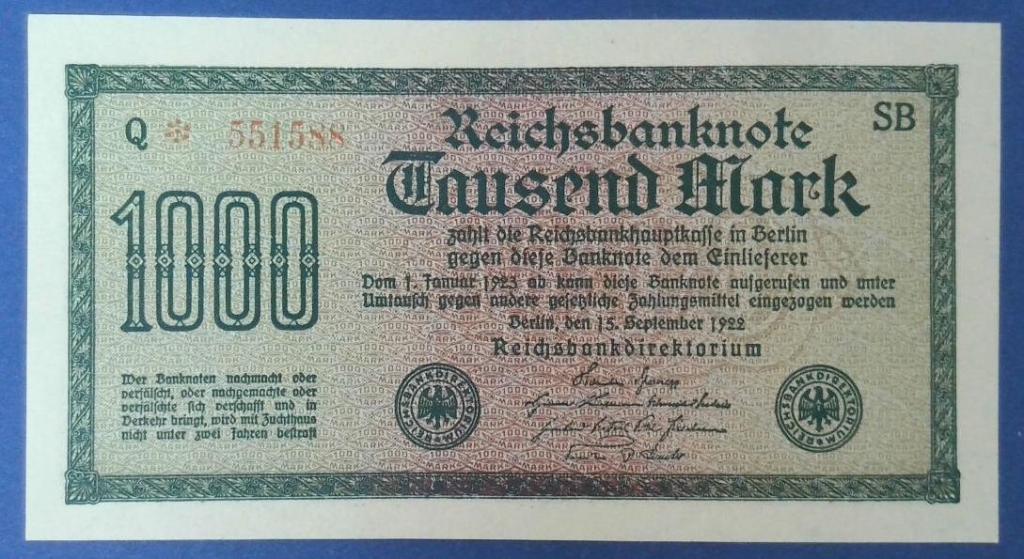 Q * 551588
SB
Reichsbanknote
Tausend Mark
1000
zahlt die Reichsbankhauptkasse in Berlin
gegen diese Banknote dem Einlieferer
Vom 1. Januar 1923 ab kann diese Banknote aufgerufen und unter
Umtausch gegen andere gesetzliche Zahlungsmittel eingezogen werden
Berlin, den 15. September 1922
Reichsbankdirektorium
Wer Banknoten nachmacht oder
verfälscht, oder nachgemachte oder
verfälschte sich verschafft und in
Verkehr bringt, wird mit Zuchthaus
nicht unter zwei Jahren bestraft
REICHSBANKDIREKTORIUM
REICHSBANKDIREKTORIUM